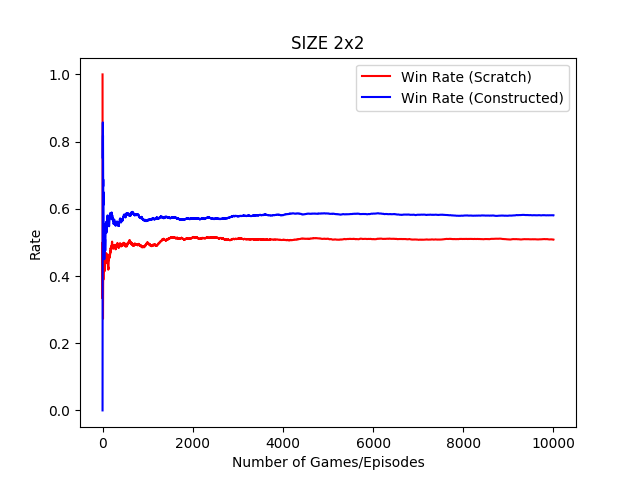 SIZE 2x2
Win Rate (Scratch)
Win Rate (Constructed)
1.0
0.8
0.6
0.4
0.2
0.0
Rate
0 2000 4000 6000 8000 10000
Number of Games/Episodes